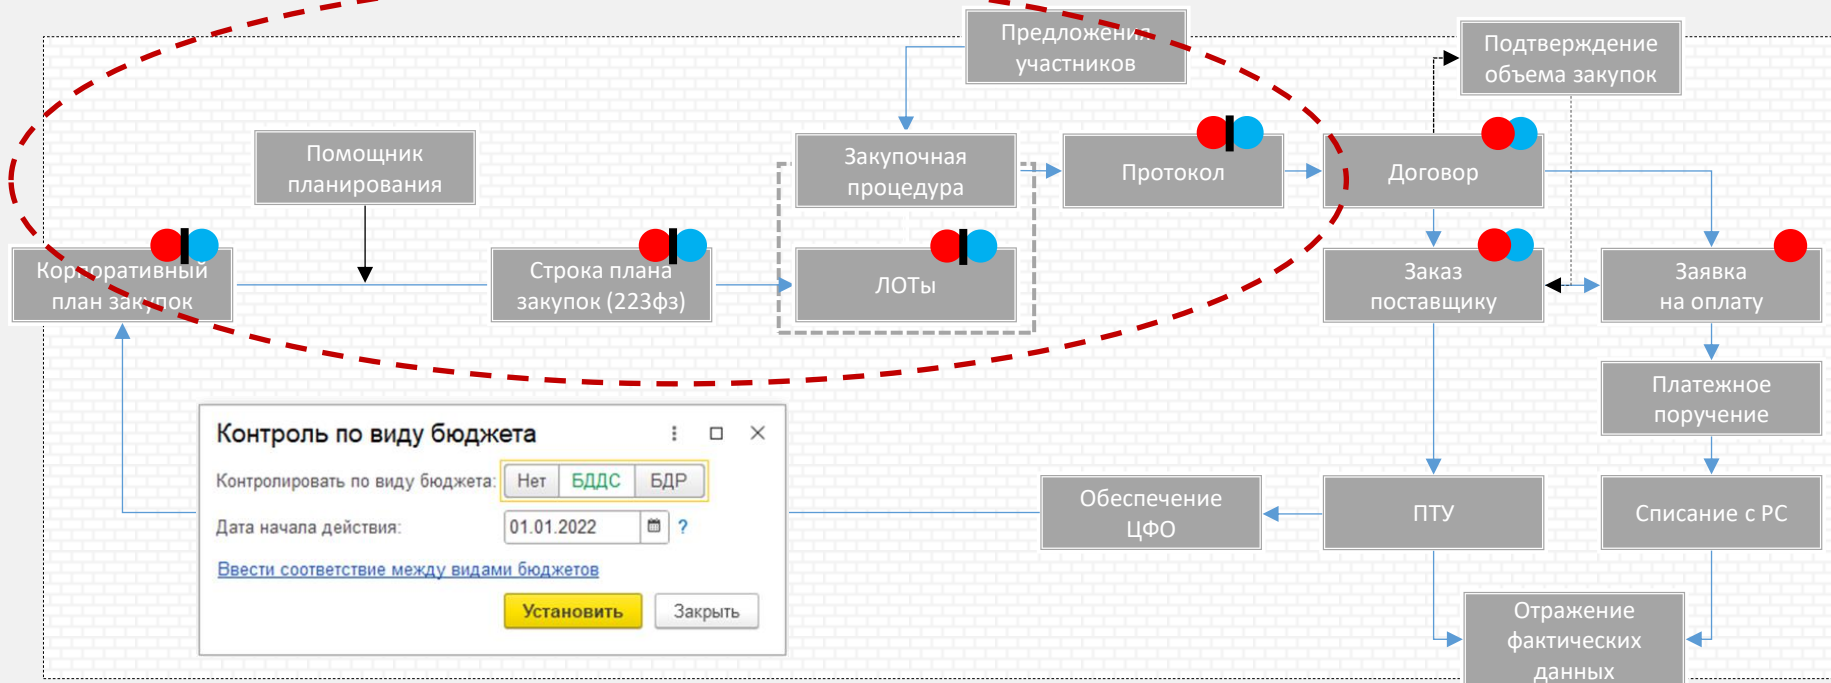 Предложения
участников
Подтверждение
объема закупок
Помощник
планирования
Закупочная
процедура
Протокол
Договор
Корпоративный
план закупок
Строка плана
закупок (223фз)
ЛОТы
Заказ
поставщику
Заявка
на оплату
Платежное
поручение
Контроль по виду бюджета
Контролировать по виду бюджета: Нет БДДС БДР
Дата начала действия: 01.01.2022 ?
Ввести соответствие между видами бюджетов
Установить Закрыть
Обеспечение
ЦФО
ПТУ
Списание с РС
Отражение
фактических
данных